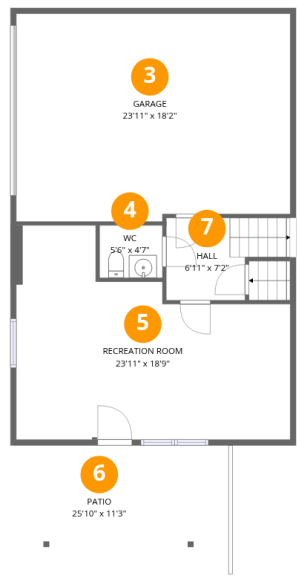 3
GARAGE
23'11" x 18'2"
4
WC
5'6" x 4'7"
7
HALL
6'11" x 7'2"
5
RECREATION ROOM
23'11" x 18'9"
6
PATIO
25'10" x 11'3"